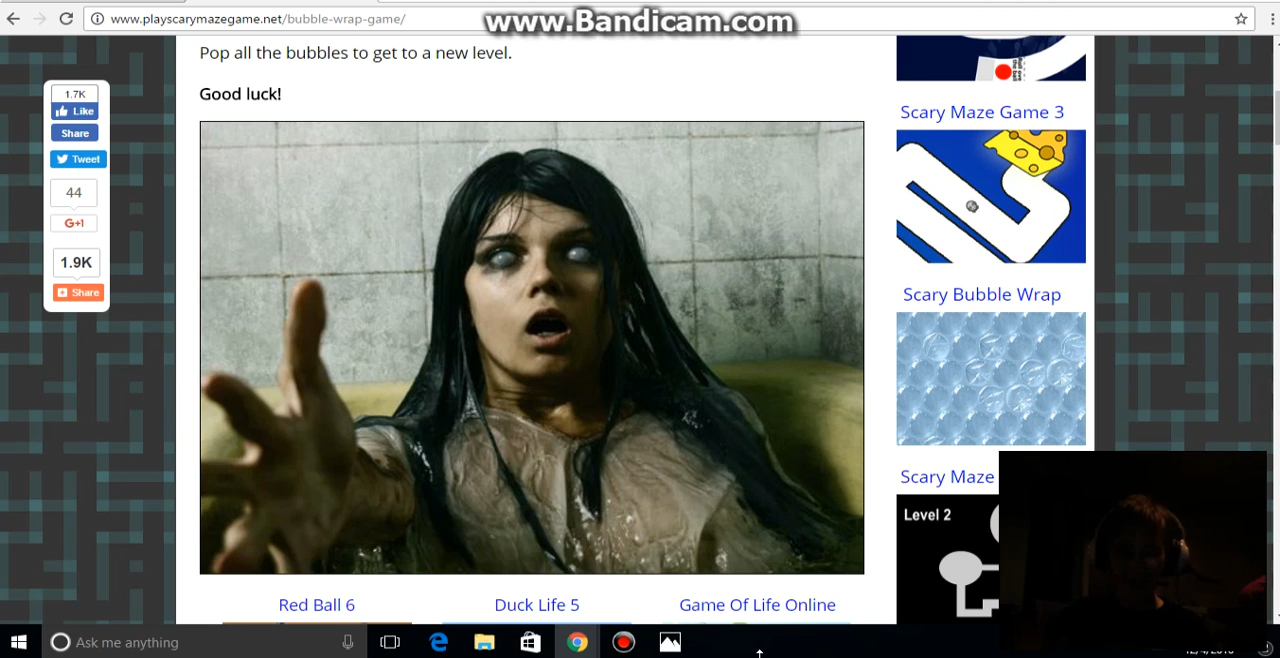 www.playscarymazegame.net/bubble-wrap-game/
www.Bandicam.com
Pop all the bubbles to get to a new level.
Good luck!
1.7K
Like
Share
Tweet
44
G+1
1.9K
Share
Scary Maze Game 3
Scary Bubble Wrap
Scary Maze
Level 2
Red Ball 6
Duck Life 5
Game Of Life Online
Ask me anything